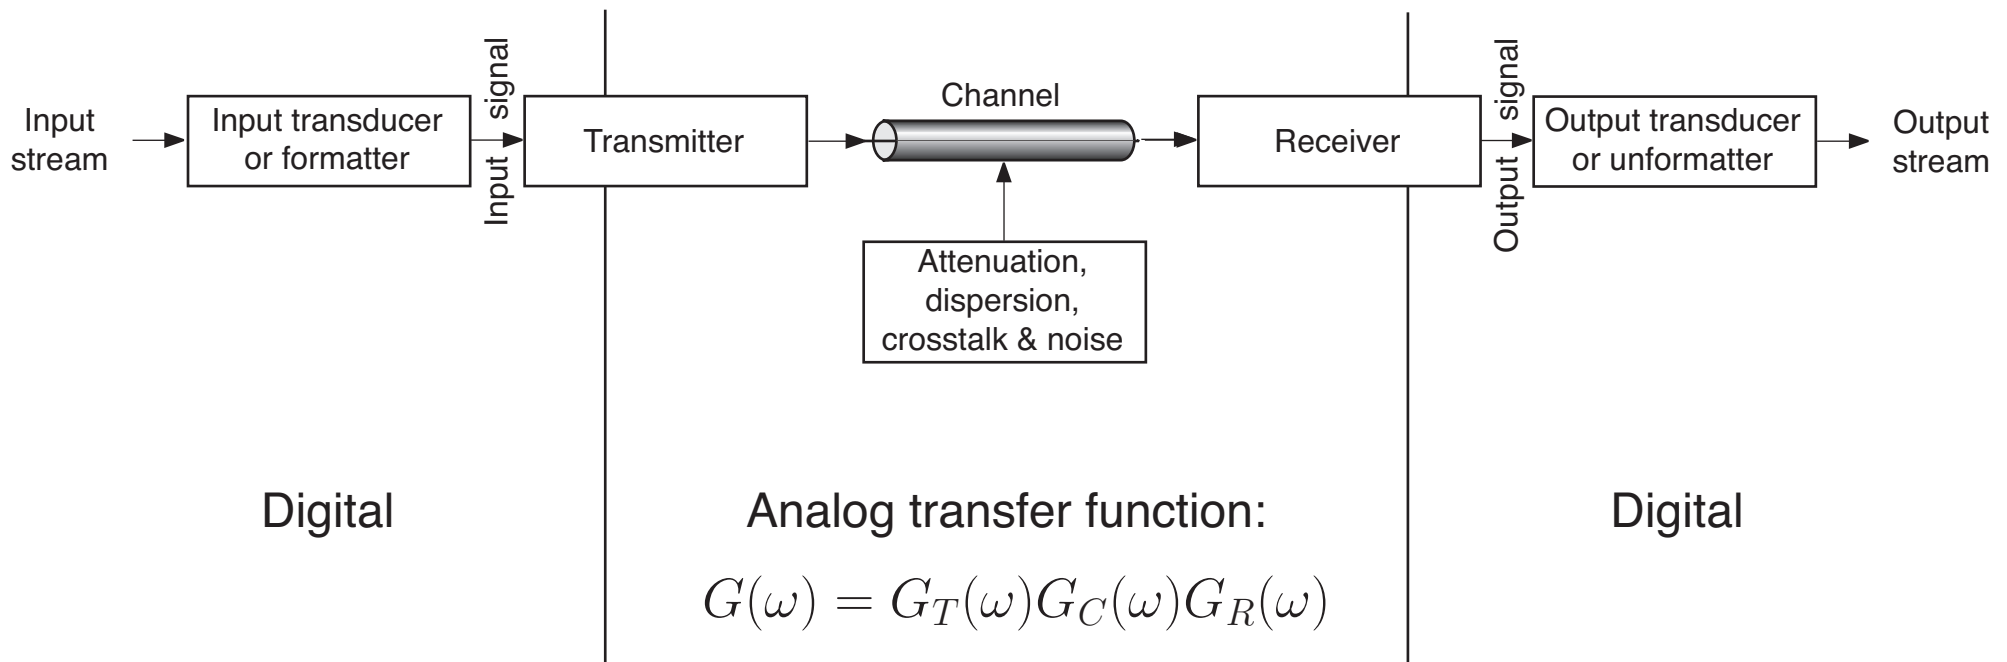 Input
stream
Input transducer
or formatter
Input signal
Transmitter
Channel
Attenuation,
dispersion,
crosstalk & noise
Receiver
Output signal
Output transducer
or unformatter
Output
stream
Digital
Analog transfer function:
G(ω) = G_T(ω)G_C(ω)G_R(ω)
Digital